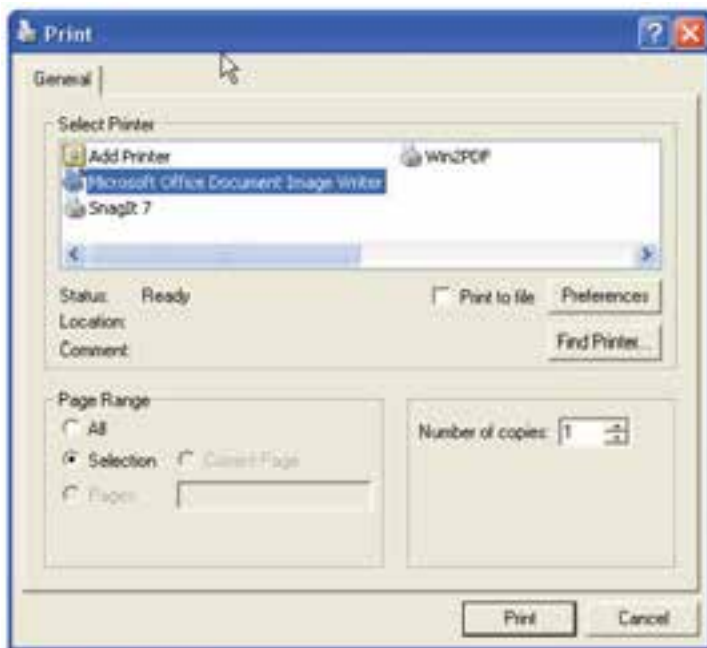 Print
General
Select Printer
Add Printer
Win2PDF
Microsoft Office Document Image Writer
SnagIt 7
Status: Ready
Print to file
Preferences
Location:
Comment:
Find Printer...
Page Range
All
Number of copies: 1
Selection
Current Page
Pages:
Print
Cancel